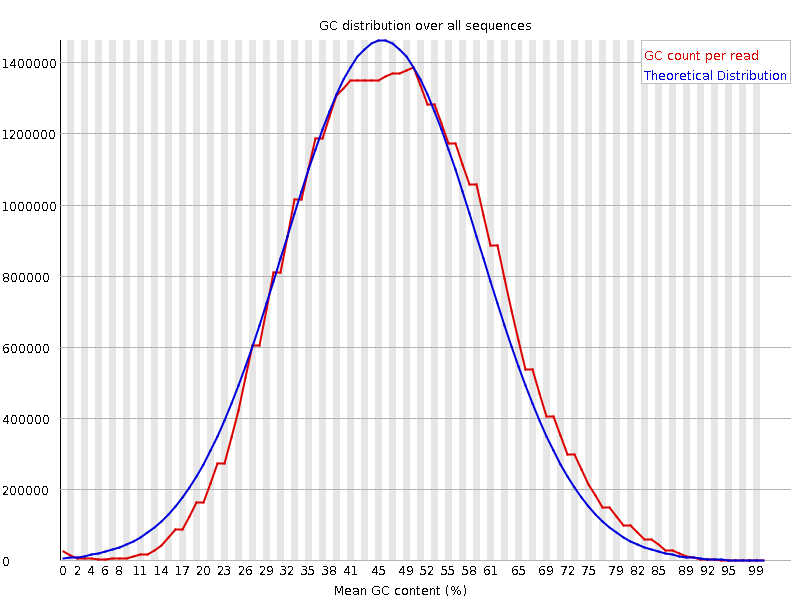 GC distribution over all sequences
GC count per read
Theoretical Distribution
1400000
1200000
1000000
800000
600000
400000
200000
0
0 2 4 6 8 11 14 17 20 23 26 29 32 35 38 41 45 49 52 55 58 61 65 69 72 75 79 82 85 89 92 95 99
Mean GC content (%)